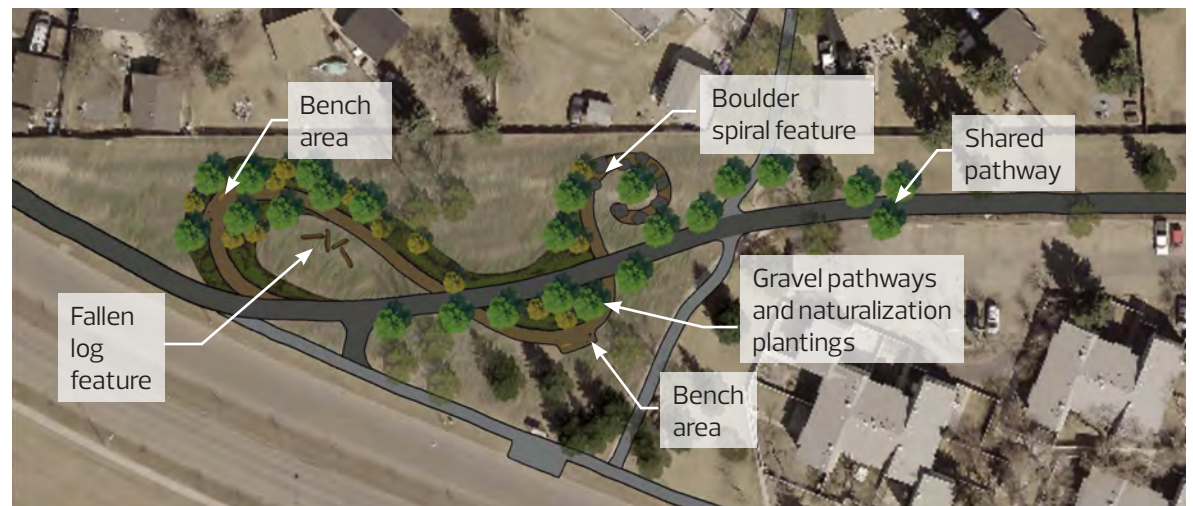 Bench
area
Boulder
spiral feature
Shared
pathway
Fallen
log
feature
Gravel pathways
and naturalization
plantings
Bench
area